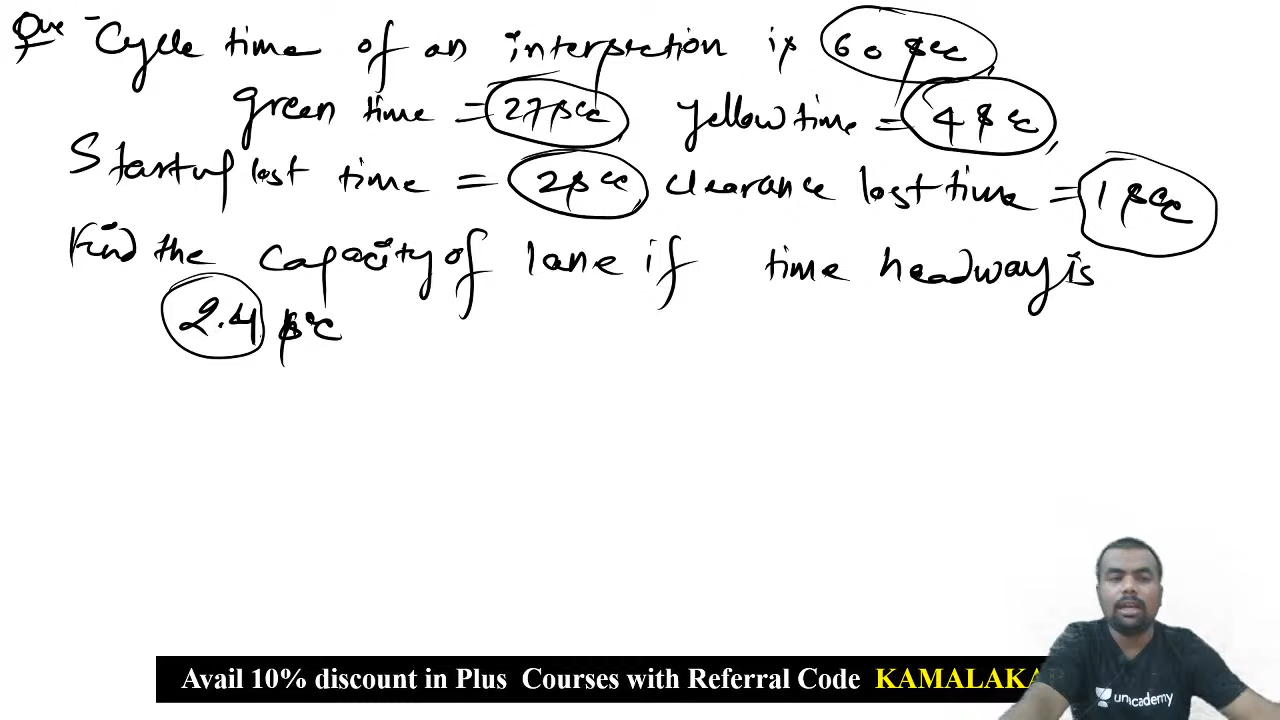 Que - Cycle time of an intersection is 60 sec
green time = 27 sec yellow time = 4 sec
Startup lost time = 2 sec clearance lost time = 1 sec
Find the capacity of lane if time headway is
2.4 sec
unacademy
Avail 10% discount in Plus Courses with Referral Code KAMALAKA